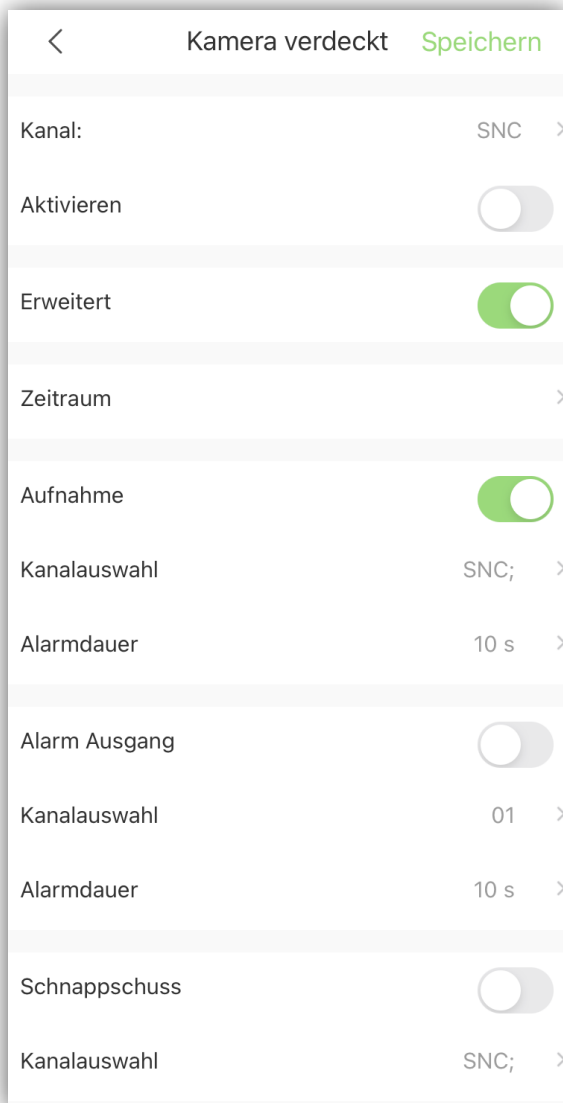 Kamera verdeckt Speichern
Kanal: SNC
Aktivieren
Erweitert
Zeitraum
Aufnahme
Kanalauswahl SNC;
Alarmdauer 10 s
Alarm Ausgang
Kanalauswahl 01
Alarmdauer 10 s
Schnappschuss
Kanalauswahl SNC;